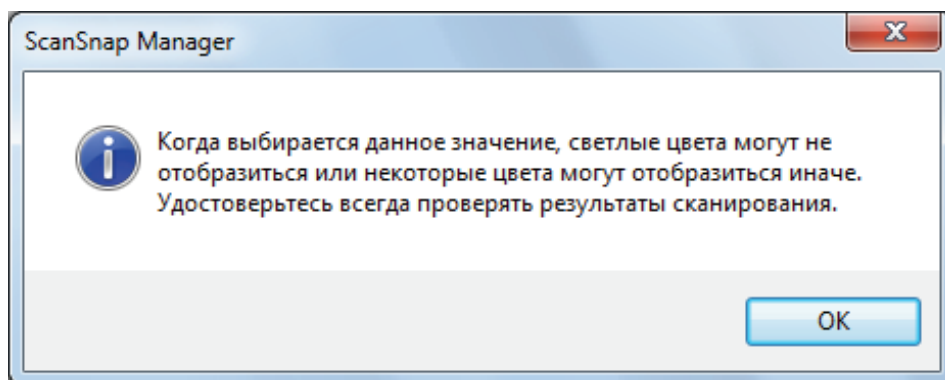 ScanSnap Manager
Когда выбирается данное значение, светлые цвета могут не
отобразиться или некоторые цвета могут отобразиться иначе.
Удостоверьтесь всегда проверять результаты сканирования.
OK